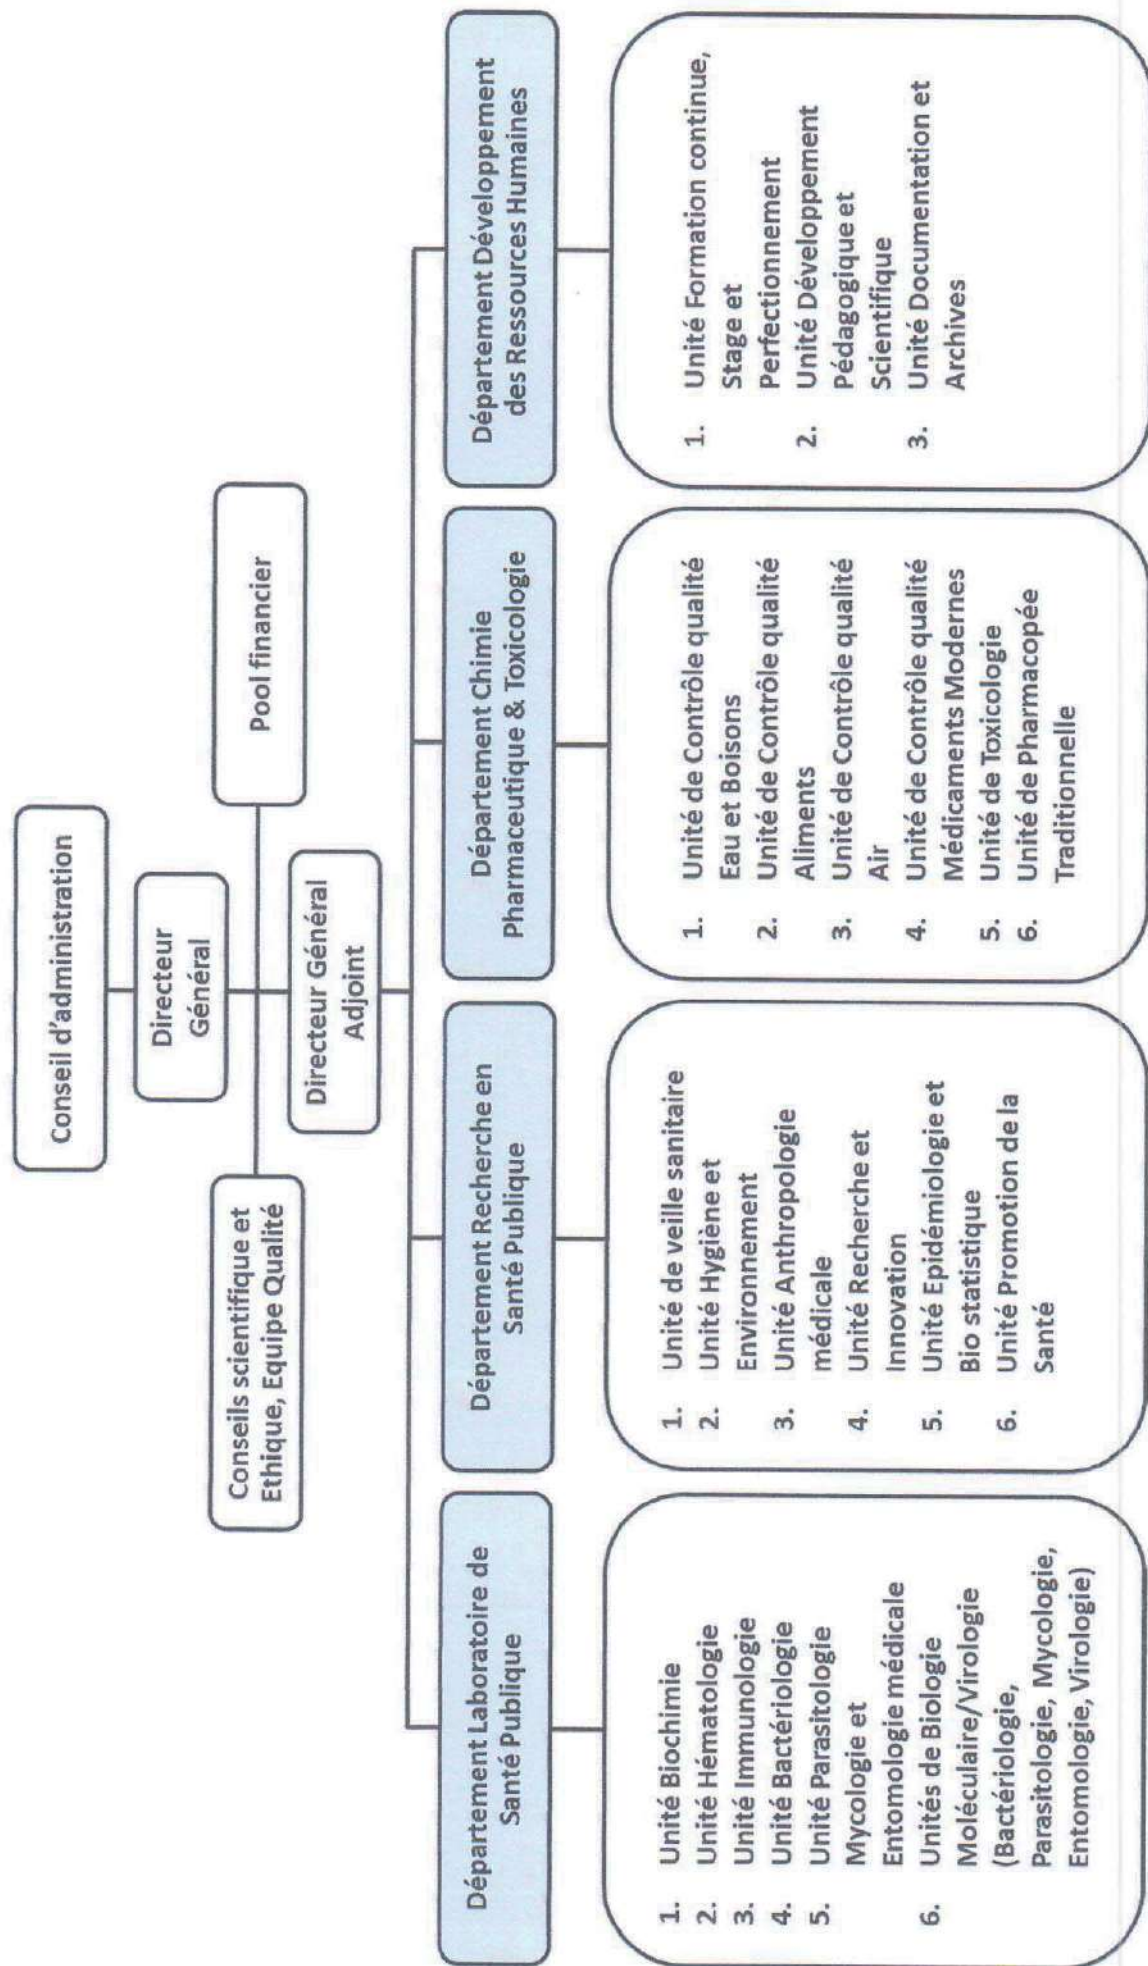 Conseil d'administration
Directeur
Général
Conseils scientifique et
Ethique, Equipe Qualité
Pool financier
Directeur Général
Adjoint
Département Laboratoire de
Santé Publique
Département Recherche en
Santé Publique
Département Chimie
Pharmaceutique & Toxicologie
Département Développement
des Ressources Humaines
1. Unité Biochimie
2. Unité Hématologie
3. Unité Immunologie
4. Unité Bactériologie
5. Unité Parasitologie
Mycologie et
Entomologie médicale
6. Unités de Biologie
Moléculaire/Virologie
(Bactériologie,
Parasitologie, Mycologie,
Entomologie, Virologie)
1. Unité de veille sanitaire
2. Unité Hygiène et
Environnement
3. Unité Anthropologie
médicale
4. Unité Recherche et
Innovation
5. Unité Epidémiologie et
Bio statistique
6. Unité Promotion de la
Santé
1. Unité de Contrôle qualité
Eau et Boisons
2. Unité de Contrôle qualité
Aliments
3. Unité de Contrôle qualité
Air
4. Unité de Contrôle qualité
Médicaments Modernes
5. Unité de Toxicologie
6. Unité de Pharmacopée
Traditionnelle
1. Unité Formation continue,
Stage et
Perfectionnement
2. Unité Développement
Pédagogique et
Scientifique
3. Unité Documentation et
Archives